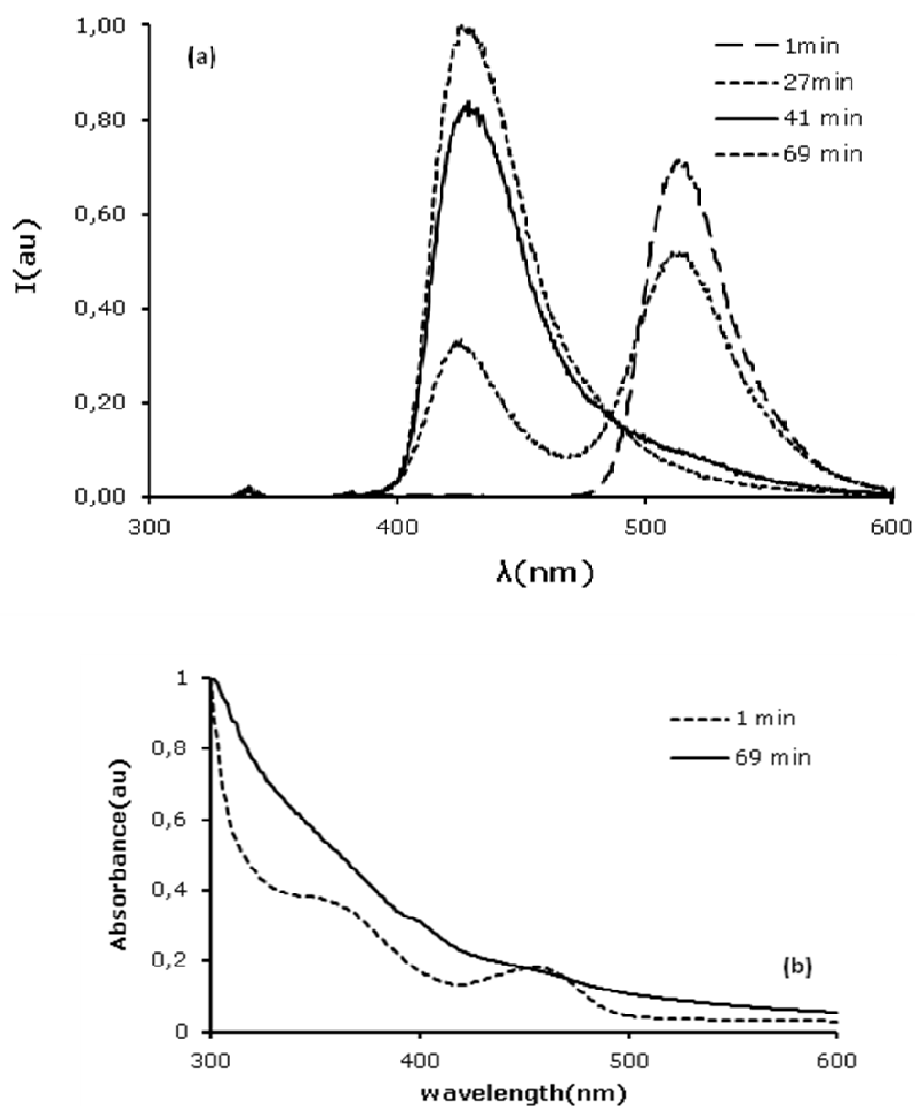 1,00
0,80
0,60
0,40
0,20
0,00
I(au)
(a)
1min
27min
41 min
69 min
300 400 500 600
λ(nm)
1
0,8
0,6
0,4
0,2
0
Absorbance(au)
1 min
69 min
(b)
300 400 500 600
wavelength(nm)